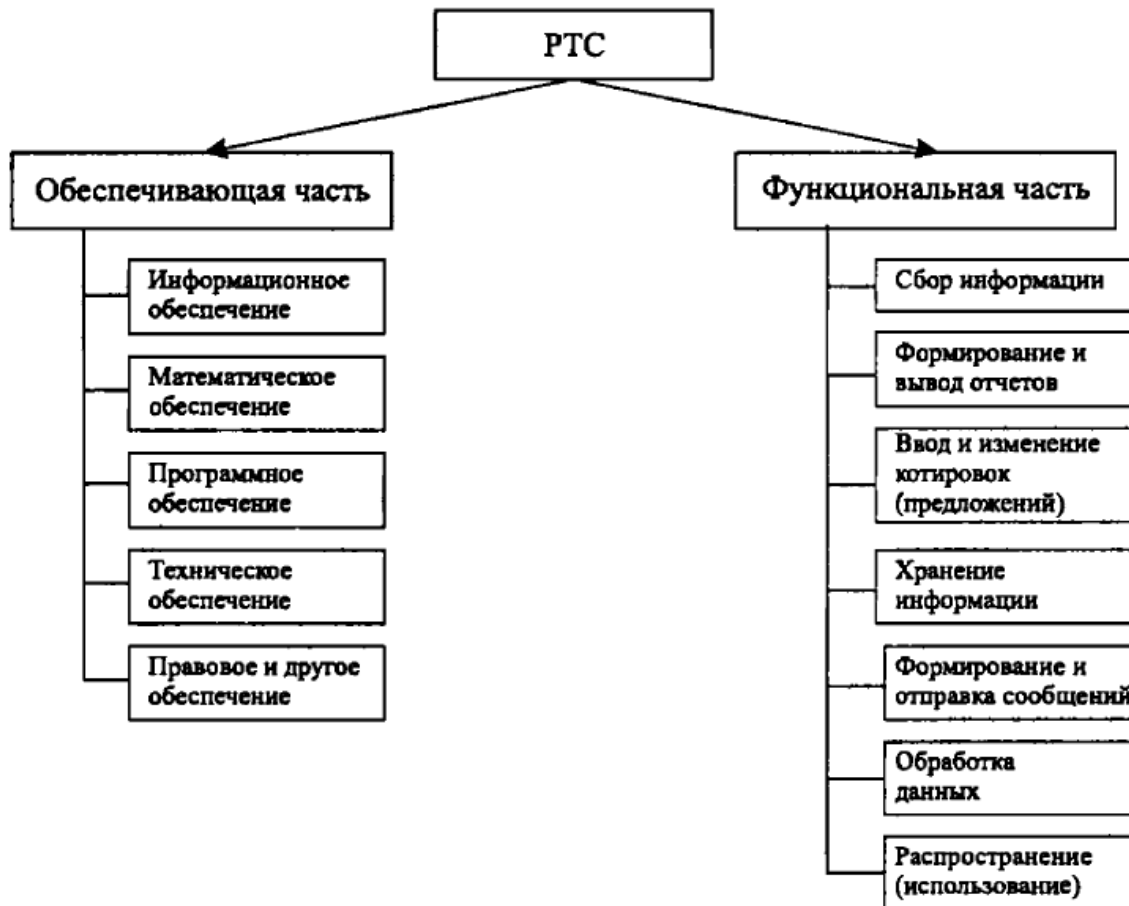 РТС
Обеспечивающая часть
Информационное
обеспечение
Математическое
обеспечение
Программное
обеспечение
Техническое
обеспечение
Правовое и другое
обеспечение
Функциональная часть
Сбор информации
Формирование и
вывод отчетов
Ввод и изменение
котировок
(предложений)
Хранение
информации
Формирование и
отправка сообщений
Обработка
данных
Распространение
(использование)